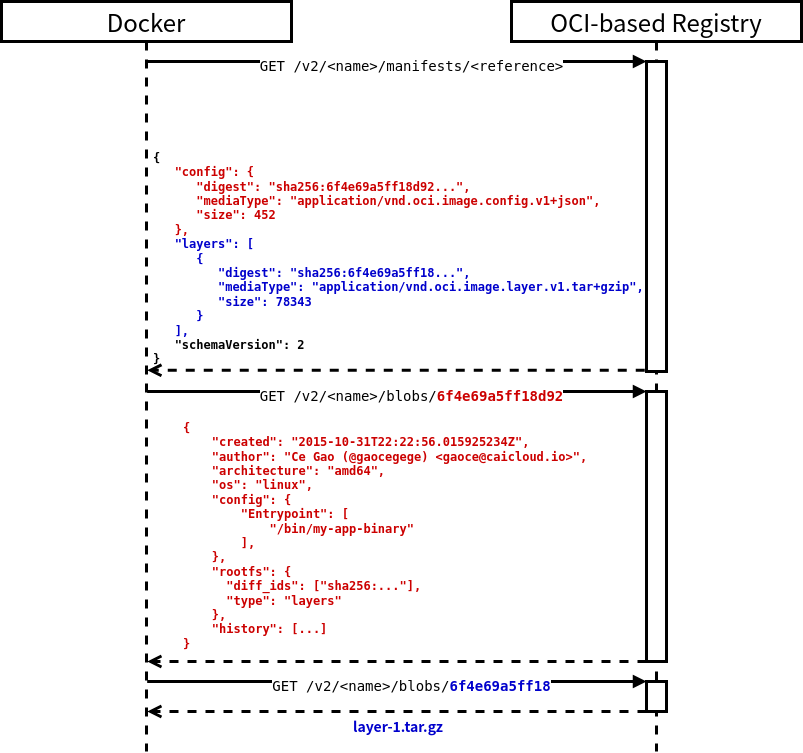 Docker
OCI-based Registry
GET /v2/<name>/manifests/<reference>
{
"config": {
"digest": "sha256:6f4e69a5ff18d92...",
"mediaType": "application/vnd.oci.image.config.v1+json",
"size": 452
},
"layers": [
{
"digest": "sha256:6f4e69a5ff18...",
"mediaType": "application/vnd.oci.image.layer.v1.tar+gzip",
"size": 78343
}
],
"schemaVersion": 2
}
GET /v2/<name>/blobs/6f4e69a5ff18d92
{
"created": "2015-10-31T22:22:56.015925234Z",
"author": "Ce Gao (@gaocegege) <gaoce@caicloud.io>",
"architecture": "amd64",
"os": "linux",
"config": {
"Entrypoint": [
"/bin/my-app-binary"
],
},
"rootfs": {
"diff_ids": ["sha256:..."],
"type": "layers"
},
"history": [...]
}
GET /v2/<name>/blobs/6f4e69a5ff18
layer-1.tar.gz